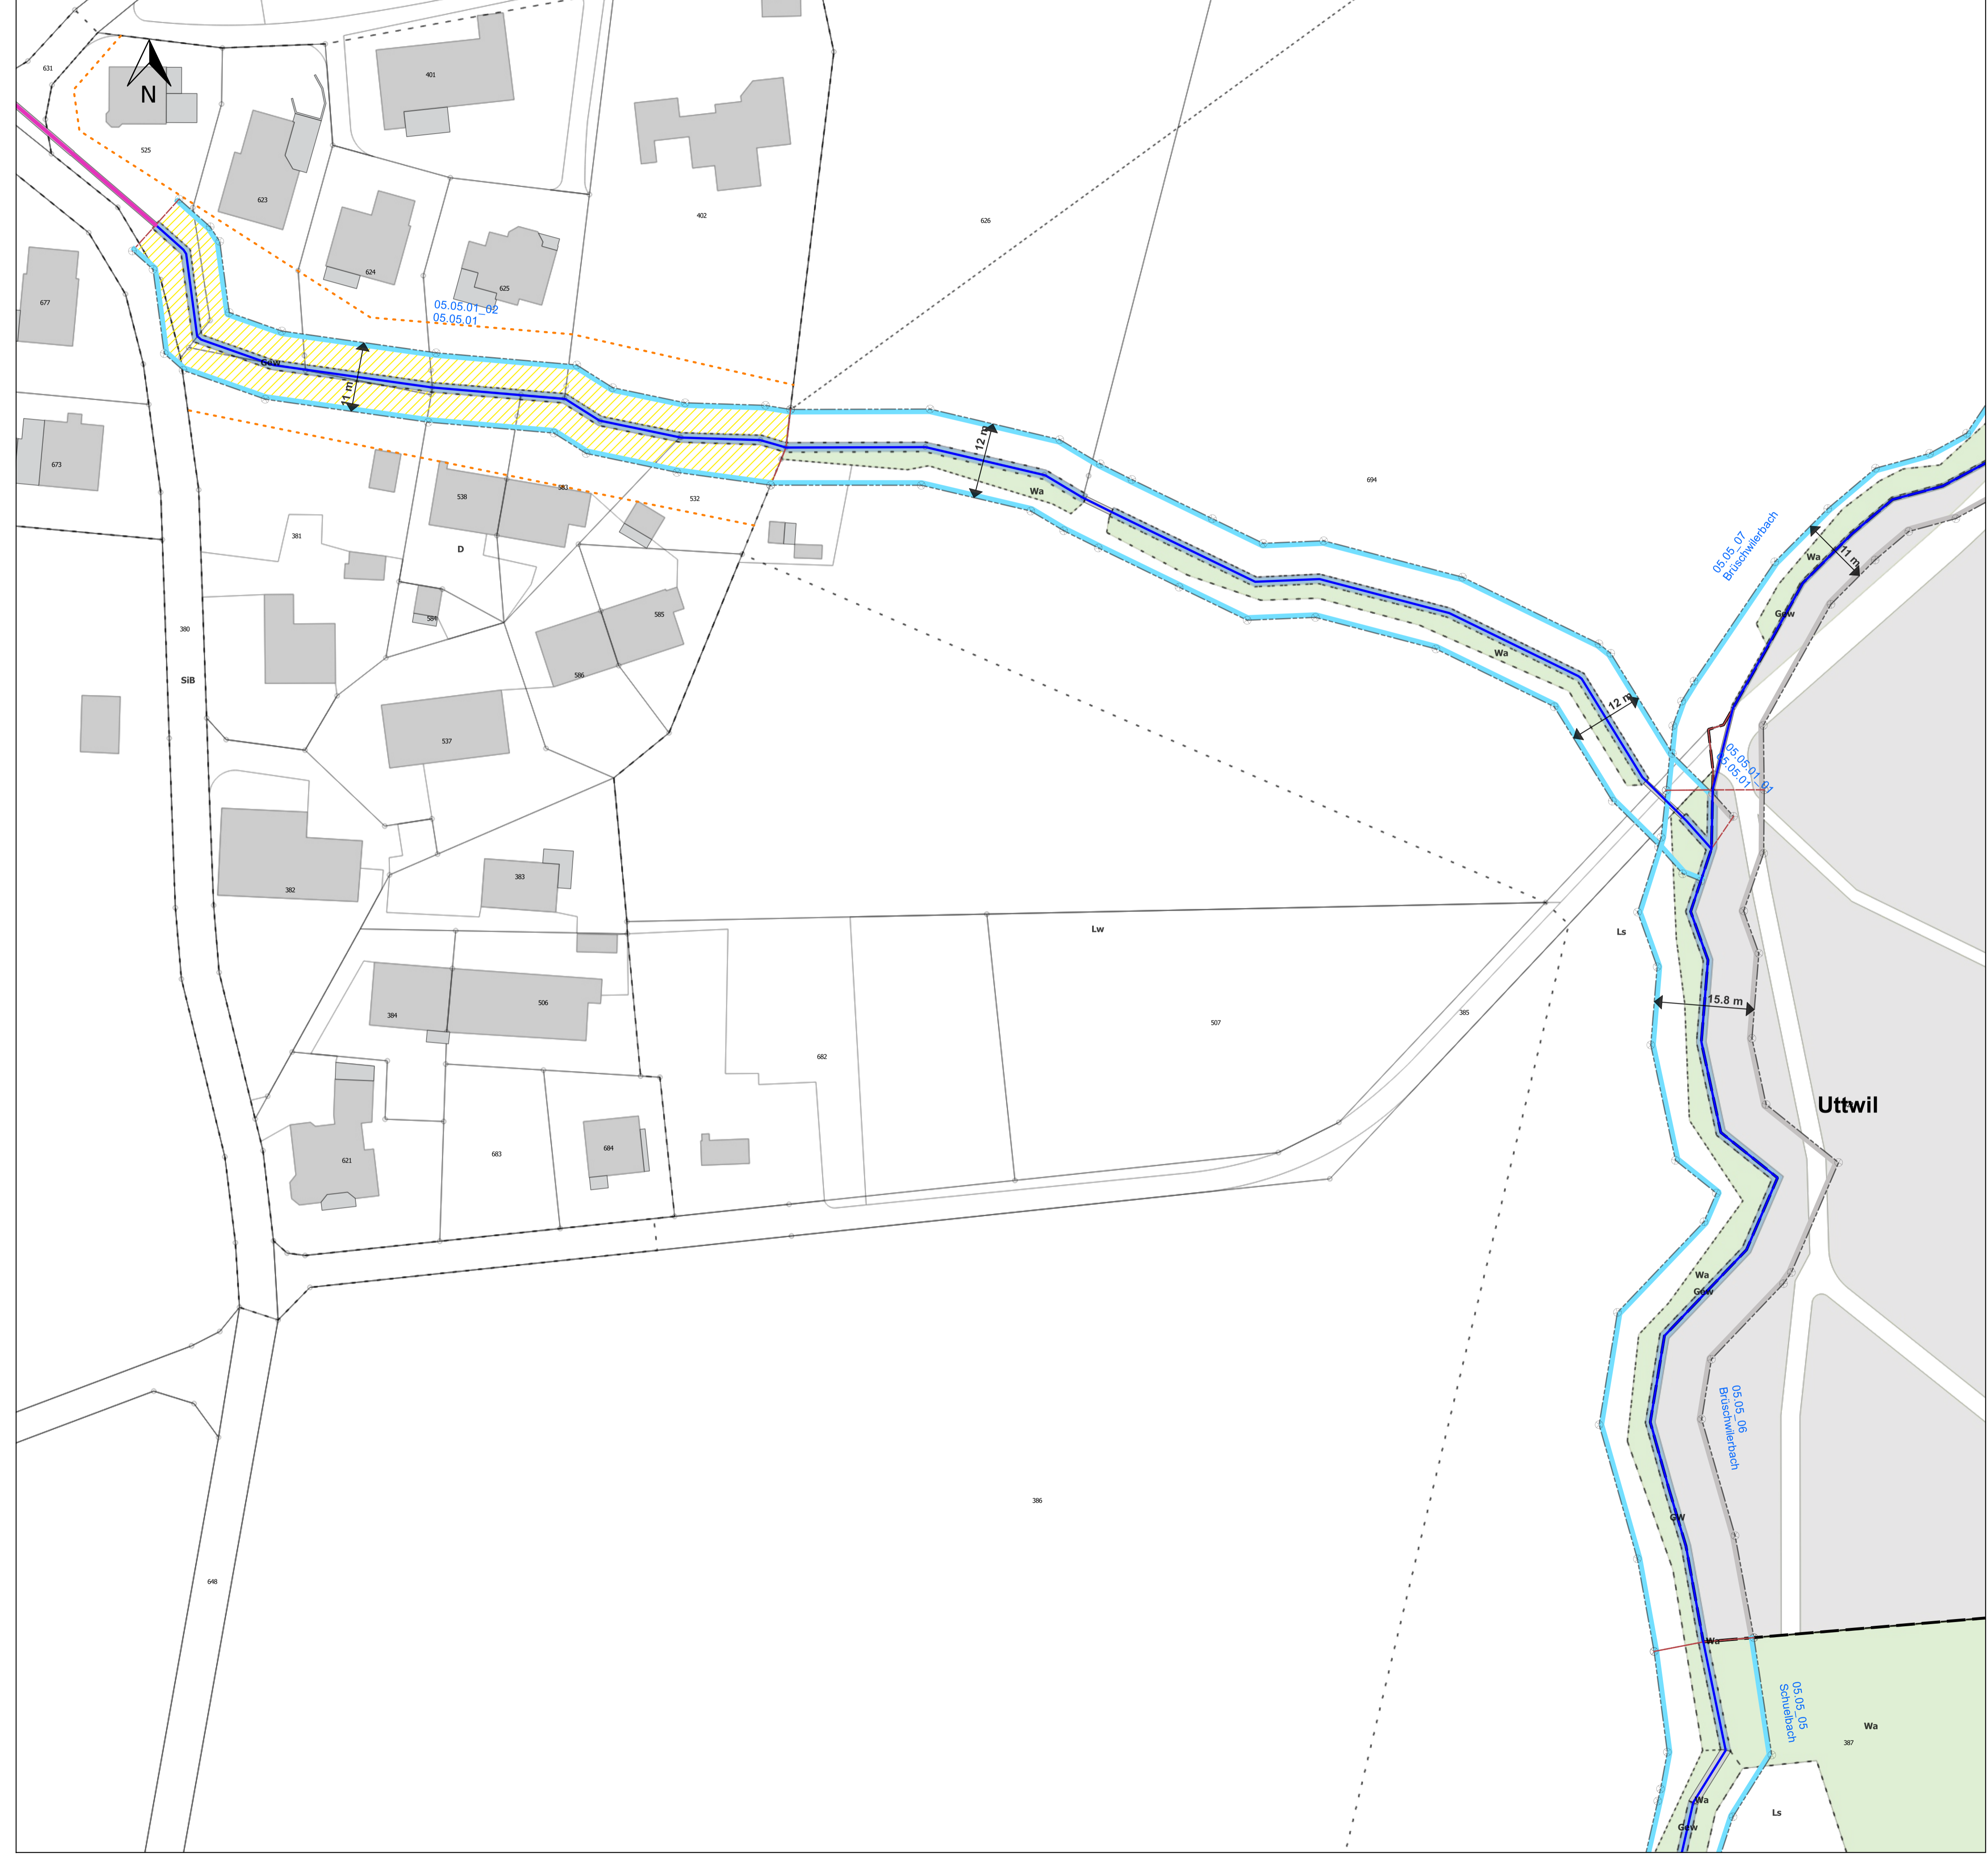 631
401
N
525
623
402
626
624
677
625
05.05.01_02
05.05.01
Gew
11 m
12 m
673
538
583
532
Wa
694
05.05_07
Brüschwilerbach
Wa
11 m
Gew
381
D
584
585
380
586
SiB
Wa
12 m
537
05.05.01_01
05.05.01
382
383
Lw
Ls
384
506
507
385
15.8 m
682
Uttwil
621
683
684
Wa
Gew
05.05_06
Brüschwilerbach
386
GW
648
Wa
05.05_05
Schuelbach
Wa
387
Wa
Ls
Gew